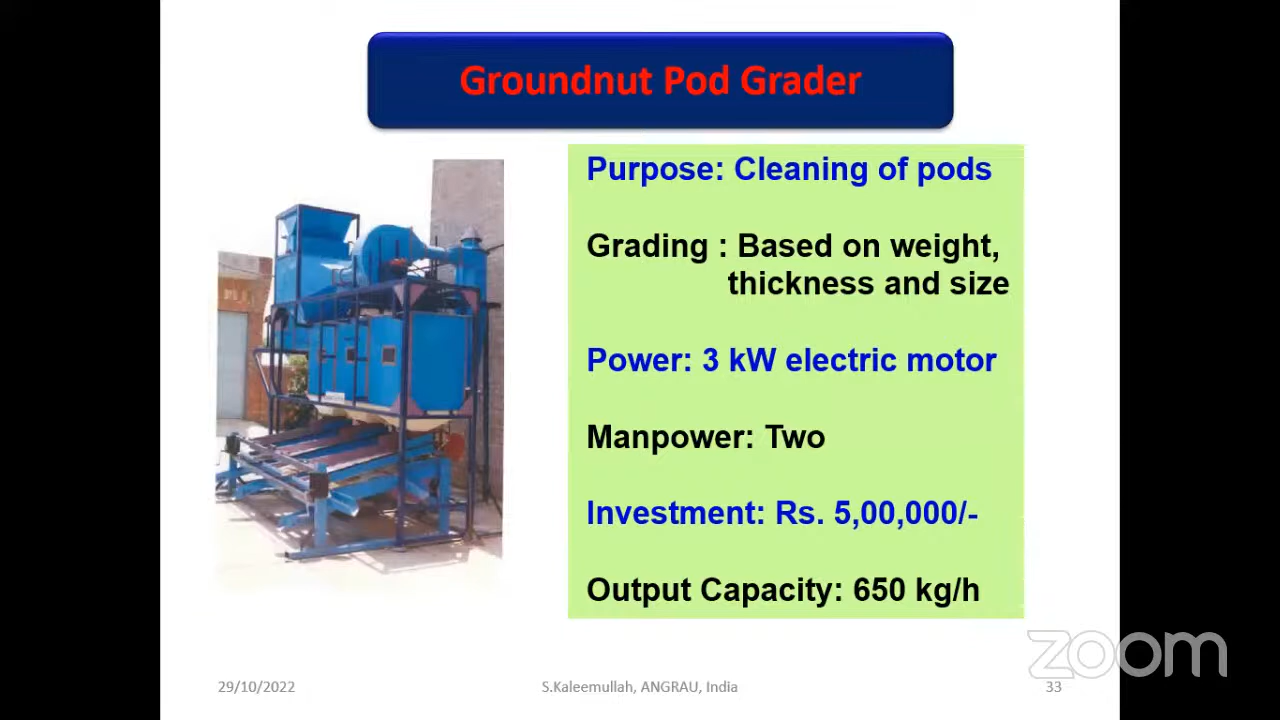 Groundnut Pod Grader
Purpose: Cleaning of pods
Grading : Based on weight,
thickness and size
Power: 3 kW electric motor
Manpower: Two
Investment: Rs. 5,00,000/-
Output Capacity: 650 kg/h
zoom
29/10/2022
S.Kaleemullah, ANGRAU, India
33